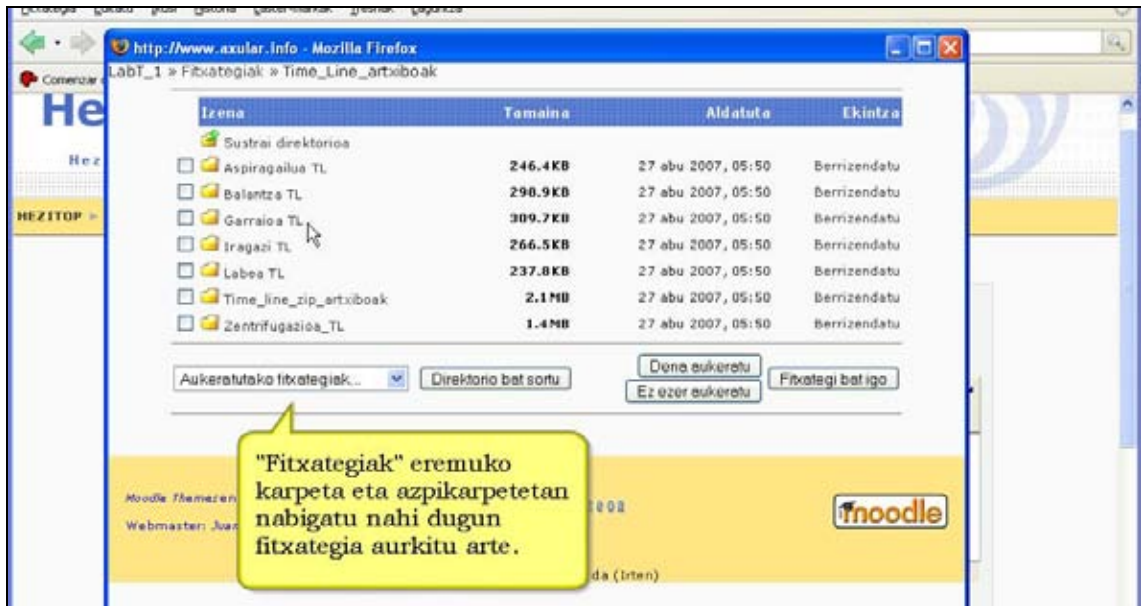 http://www.axular.info - Mozilla Firefox
Comenzar
LabT_1 » Fitxategiak » Time_Line_artxiboak
He
Hez
HEZITOP
Izena Tamaina Aldatuta Ekintza
Sustrai direktorioa
Aspiragailua TL 246.4KB 27 abu 2007, 05:50 Berrizendatu
Balantza TL 290.9KB 27 abu 2007, 05:50 Berrizendatu
Garraioa TL 309.7KB 27 abu 2007, 05:50 Berrizendatu
Iragazi TL 266.5KB 27 abu 2007, 05:50 Berrizendatu
Labea TL 237.8KB 27 abu 2007, 05:50 Berrizendatu
Time_line_zip_artxiboak 2.1MB 27 abu 2007, 05:50 Berrizendatu
Zentrifugazioa_TL 1.4MB 27 abu 2007, 05:50 Berrizendatu
Aukeratutako fitxategiak... Direktorio bat sortu Dena aukeratu Fitxategi bat igo
Ez ezer aukeratu
"Fitxategiak" eremuko
karpeta eta azpikarpetetan
nabigatu nahi dugun
fitxategia aurkitu arte.
Moodle Themezen
Webmaster: Juan
moodle
da (Irten)